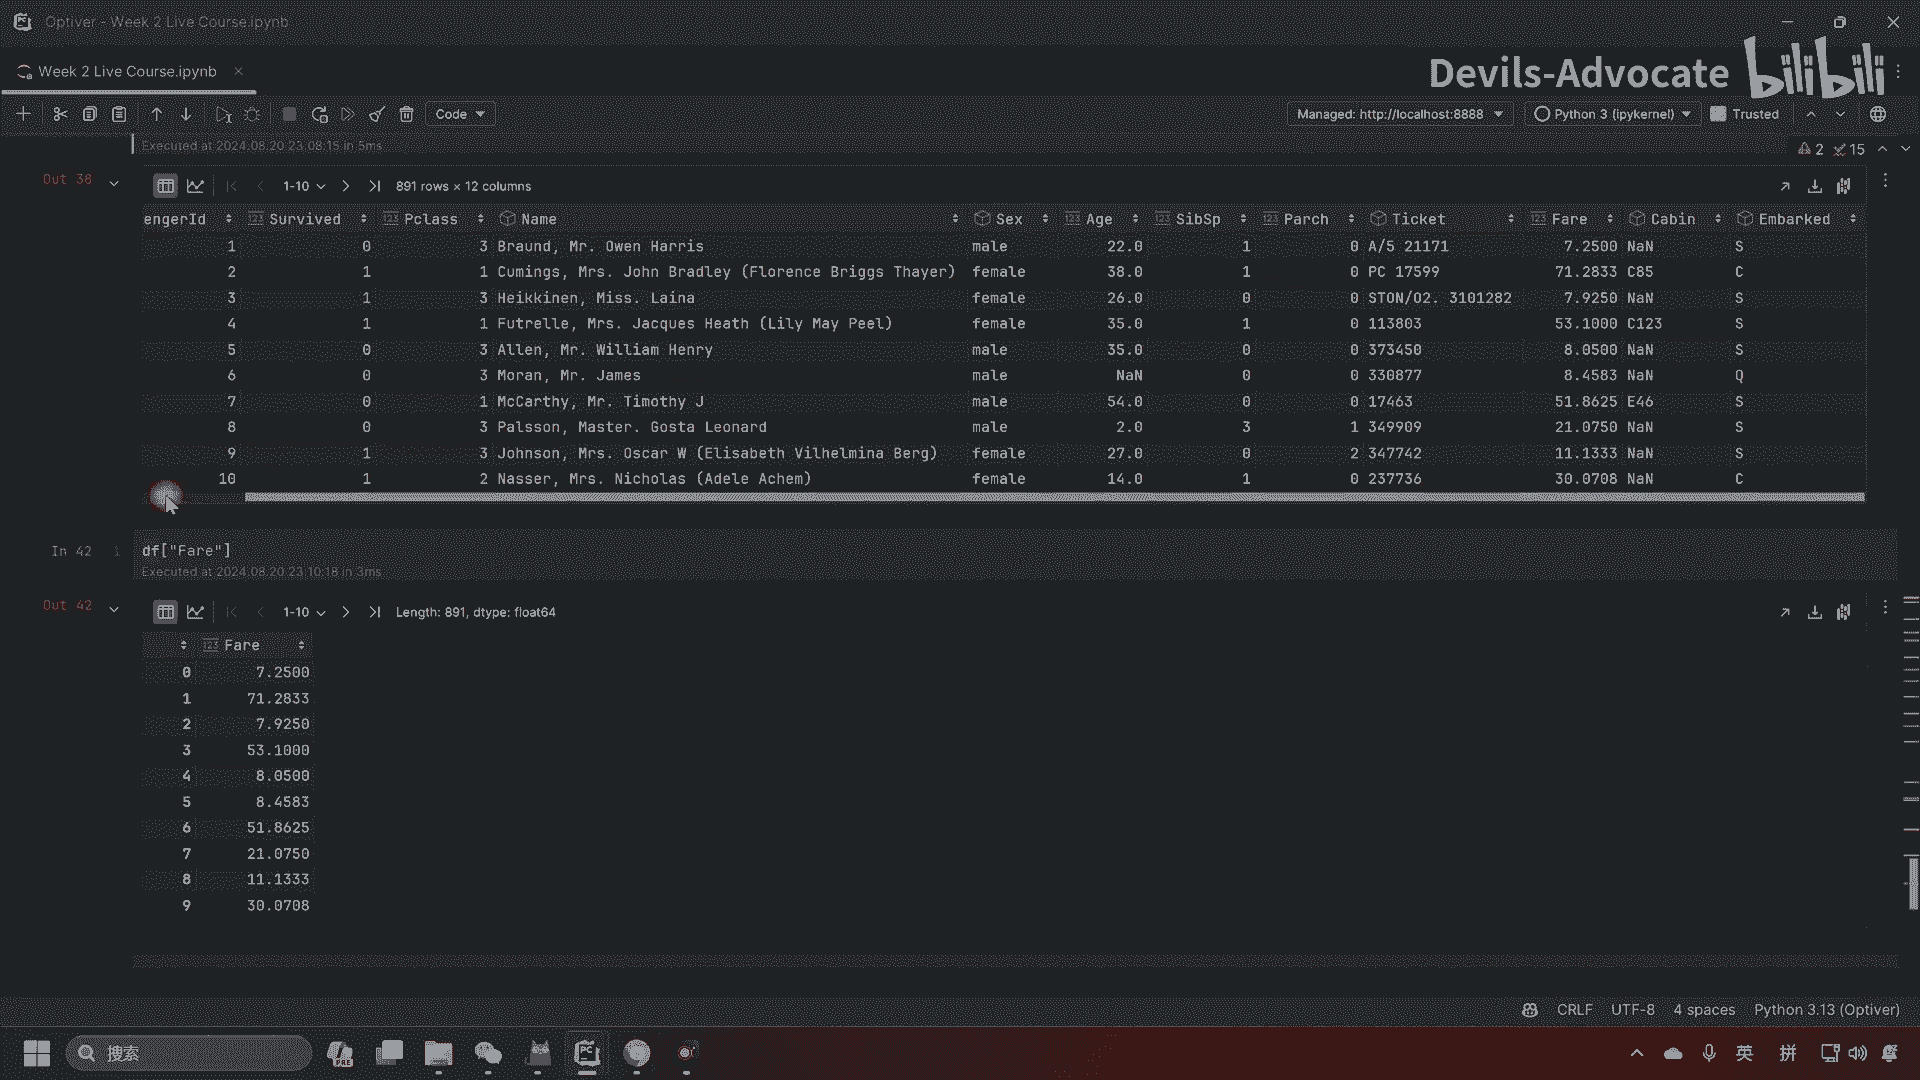 Optiver - Week 2 Live Course.ipynb
Week 2 Live Course.ipynb
Devils-Advocate bilibili
Code
Managed: http://localhost:8888
Python 3 (ipykernel)
Trusted
Executed at 2024.08.20 23:08:15 in 5ms
2 15
Out 38
1-10
891 rows × 12 columns
engerId Survived Pclass Name Sex Age SibSp Parch Ticket Fare Cabin Embarked
1 0 3 Braund, Mr. Owen Harris male 22.0 1 0 A/5 21171 7.2500 NaN S
2 1 1 Cumings, Mrs. John Bradley (Florence Briggs Thayer) female 38.0 1 0 PC 17599 71.2833 C85 C
3 1 3 Heikkinen, Miss. Laina female 26.0 0 0 STON/O2. 3101282 7.9250 NaN S
4 1 1 Futrelle, Mrs. Jacques Heath (Lily May Peel) female 35.0 1 0 113803 53.1000 C123 S
5 0 3 Allen, Mr. William Henry male 35.0 0 0 373450 8.0500 NaN S
6 0 3 Moran, Mr. James male NaN 0 0 330877 8.4583 NaN Q
7 0 1 McCarthy, Mr. Timothy J male 54.0 0 0 17463 51.8625 E46 S
8 0 3 Palsson, Master. Gosta Leonard male 2.0 3 1 349909 21.0750 NaN S
9 1 3 Johnson, Mrs. Oscar W (Elisabeth Vilhelmina Berg) female 27.0 0 2 347742 11.1333 NaN S
10 1 2 Nasser, Mrs. Nicholas (Adele Achem) female 14.0 1 0 237736 30.0708 NaN C
In 42 1 df["Fare"]
Executed at 2024.08.20 23:10:18 in 3ms
Out 42
1-10
Length: 891, dtype: float64
Fare
0 7.2500
1 71.2833
2 7.9250
3 53.1000
4 8.0500
5 8.4583
6 51.8625
7 21.0750
8 11.1333
9 30.0708
CRLF UTF-8 4 spaces Python 3.13 (Optiver)
搜索
英 拼